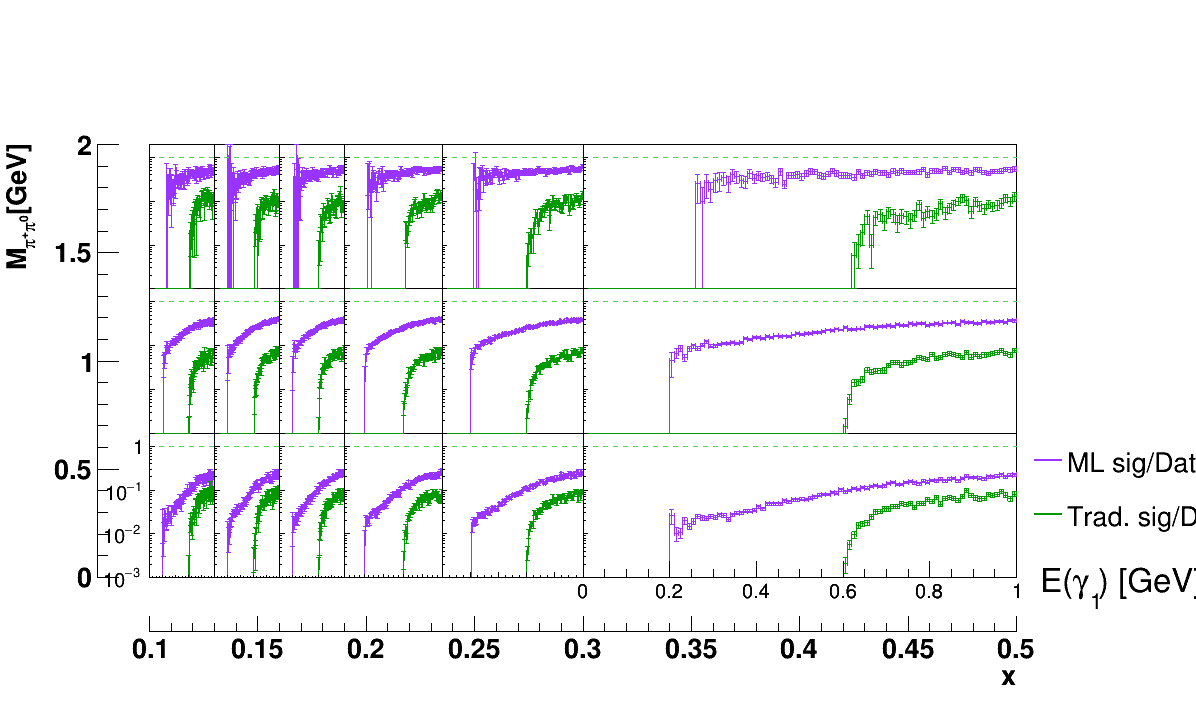 M_{π⁺π⁰} [GeV]
2
1.5
1
0.5
0
1
10⁻¹
10⁻²
10⁻³
0 0.2 0.4 0.6 0.8 1
E(γ₁) [GeV]
ML sig/Dat
Trad. sig/D
0.1 0.15 0.2 0.25 0.3 0.35 0.4 0.45 0.5
x